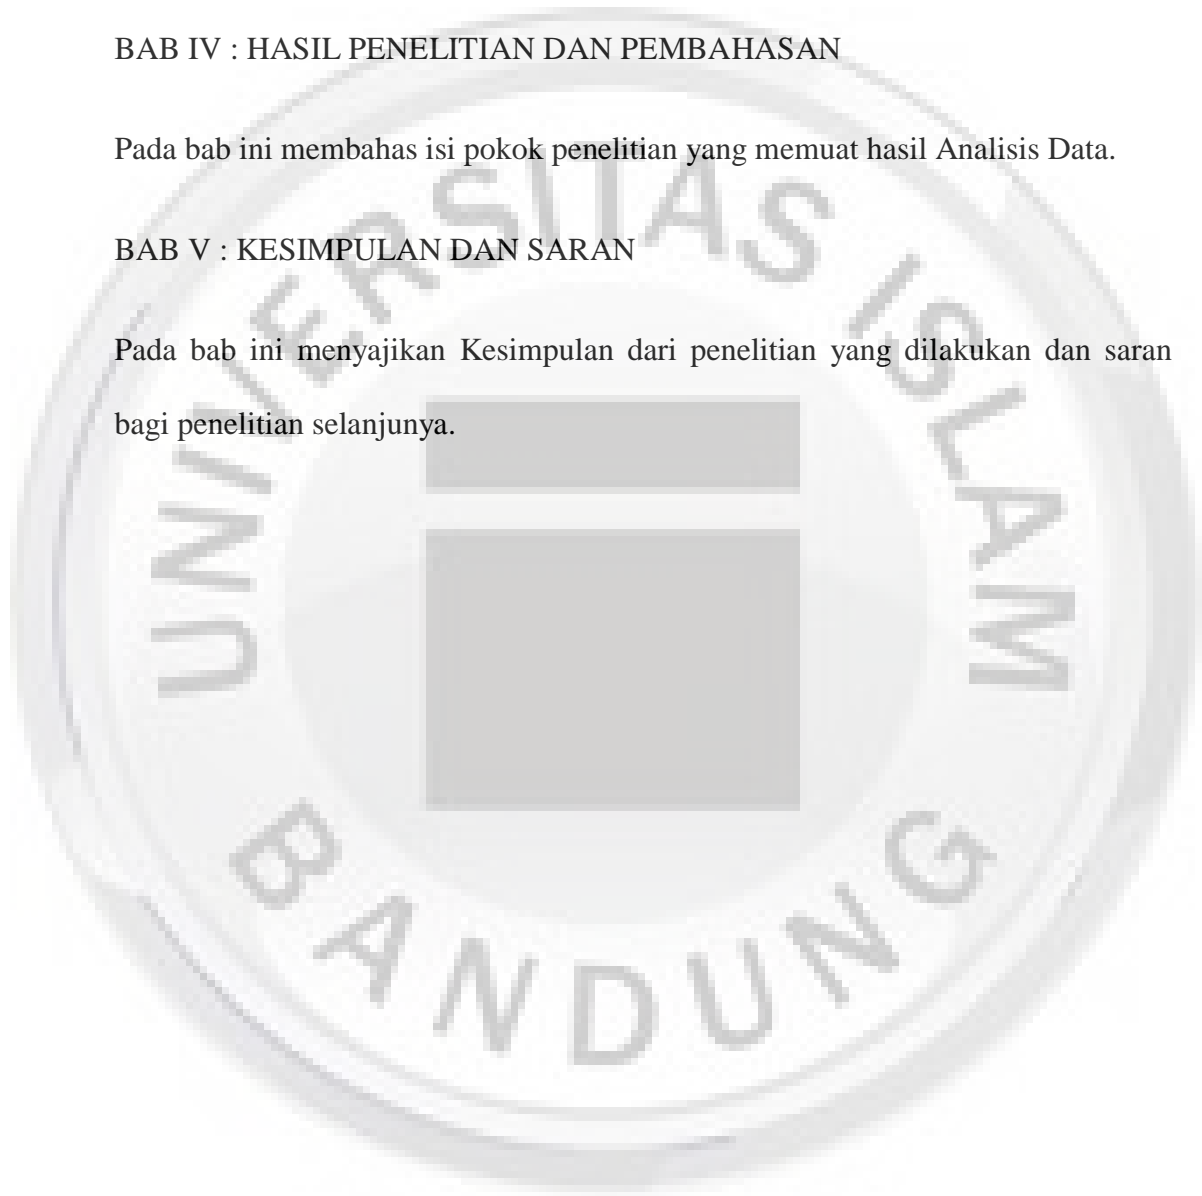 BAB IV : HASIL PENELITIAN DAN PEMBAHASAN
Pada bab ini membahas isi pokok penelitian yang memuat hasil Analisis Data.
BAB V : KESIMPULAN DAN SARAN
Pada bab ini menyajikan Kesimpulan dari penelitian yang dilakukan dan saran
bagi penelitian selanjunya.
UNIVERSITAS ISLAM
BANDUNG